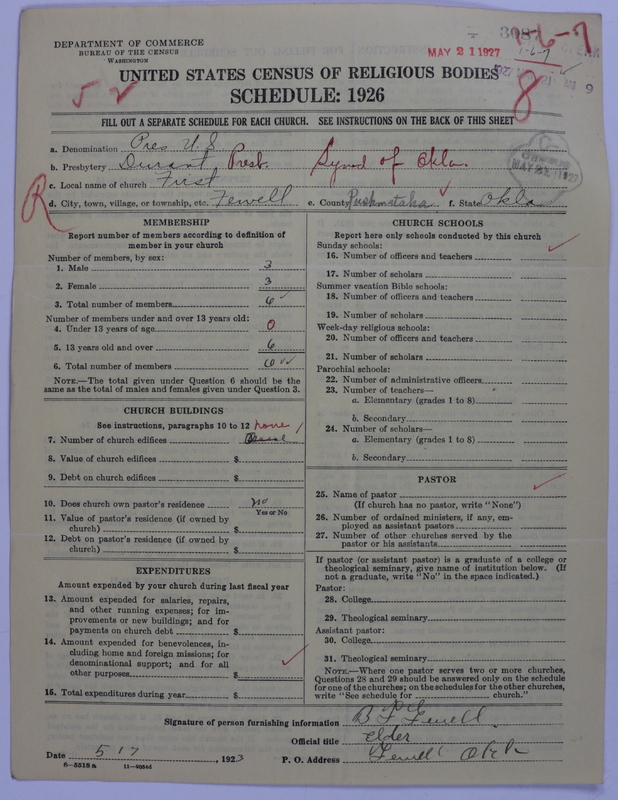 308
1-6-7
DEPARTMENT OF COMMERCE
BUREAU OF THE CENSUS
WASHINGTON
MAY 21 1927
1-6-7
UNITED STATES CENSUS OF RELIGIOUS BODIES
SCHEDULE: 1926
8
9
FILL OUT A SEPARATE SCHEDULE FOR EACH CHURCH. SEE INSTRUCTIONS ON THE BACK OF THIS SHEET
a. Denomination Pres U.S.
b. Presbytery Durant Presb. Synod of Okla.
c. Local name of church First
d. City, town, village, or township, etc. Fewell e. County Pushmataha f. State Okla
R
MEMBERSHIP
Report number of members according to definition of
member in your church
Number of members, by sex:
1. Male 3
2. Female 3
3. Total number of members 6
Number of members under and over 13 years old:
4. Under 13 years of age 0
5. 13 years old and over 6
6. Total number of members 6
NOTE.—The total given under Question 6 should be the
same as the total of males and females given under Question 3.
CHURCH BUILDINGS
See instructions, paragraphs 10 to 12 none
7. Number of church edifices
8. Value of church edifices $
9. Debt on church edifices $
10. Does church own pastor's residence no
Yes or No
11. Value of pastor's residence (if owned by
church) $
12. Debt on pastor's residence (if owned by
church) $
EXPENDITURES
Amount expended by your church during last fiscal year
13. Amount expended for salaries, repairs,
and other running expenses; for im-
provements or new buildings; and for
payments on church debt $
14. Amount expended for benevolences, in-
cluding home and foreign missions; for
denominational support; and for all
other purposes $
15. Total expenditures during year $
CHURCH SCHOOLS
Report here only schools conducted by this church
Sunday schools:
16. Number of officers and teachers
17. Number of scholars
Summer vacation Bible schools:
18. Number of officers and teachers
19. Number of scholars
Week-day religious schools:
20. Number of officers and teachers
21. Number of scholars
Parochial schools:
22. Number of administrative officers
23. Number of teachers—
a. Elementary (grades 1 to 8)
b. Secondary
24. Number of scholars—
a. Elementary (grades 1 to 8)
b. Secondary
PASTOR
25. Name of pastor
(If church has no pastor, write "None")
26. Number of ordained ministers, if any, em-
ployed as assistant pastors
27. Number of other churches served by the
pastor or his assistants
If pastor (or assistant pastor) is a graduate of a college or
theological seminary, give name of institution below. (If
not a graduate, write "No" in the space indicated.)
Pastor:
28. College
29. Theological seminary
Assistant pastor:
30. College
31. Theological seminary
NOTE.—Where one pastor serves two or more churches,
Questions 28 and 29 should be answered only on the schedule
for one of the churches; on the schedules for the other churches,
write "See schedule for church."
Signature of person furnishing information Fewell
Official title elder
Date 5 17, 1923 P. O. Address Fewell Okla
6-5518a 11-40565